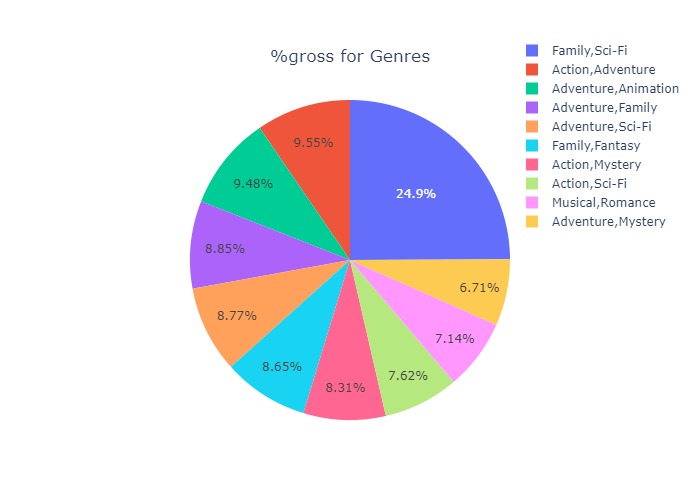 %gross for Genres
Family,Sci-Fi
Action,Adventure
Adventure,Animation
Adventure,Family
Adventure,Sci-Fi
Family,Fantasy
Action,Mystery
Action,Sci-Fi
Musical,Romance
Adventure,Mystery
9.55%
9.48%
24.9%
8.85%
6.71%
8.77%
7.14%
8.65%
7.62%
8.31%